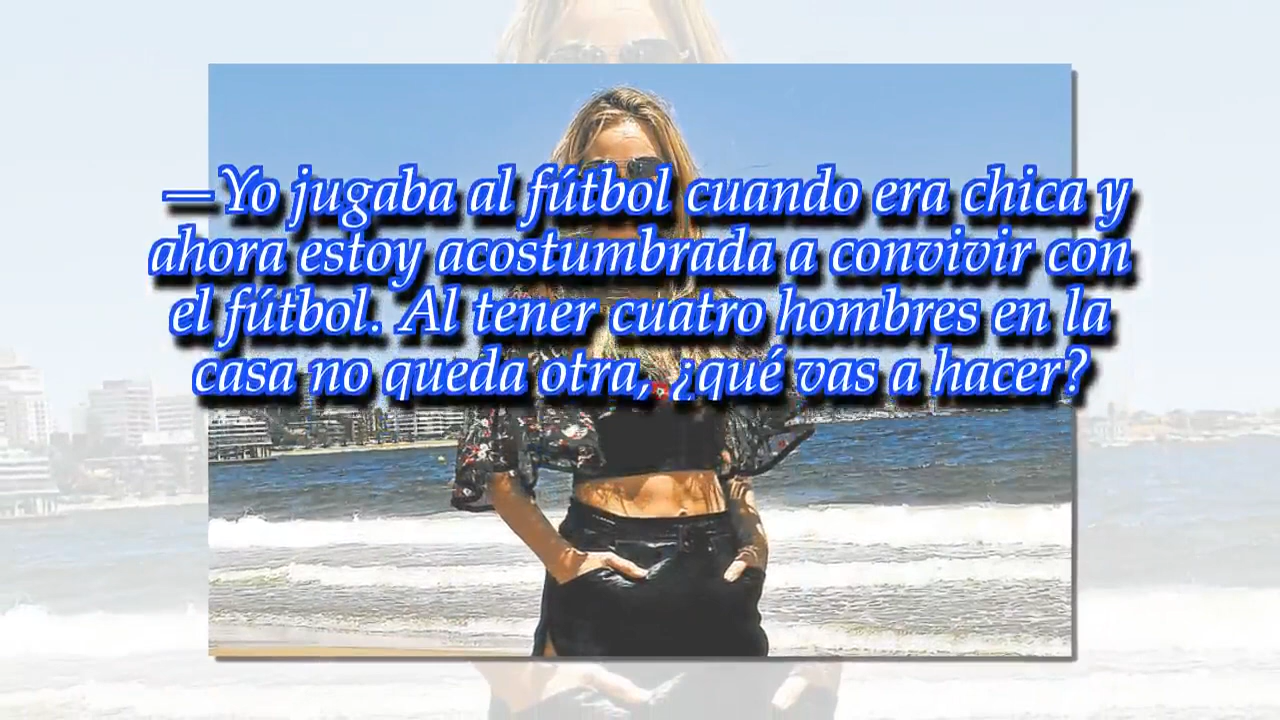 —Yo jugaba al fútbol cuando era chica y
ahora estoy acostumbrada a convivir con
el fútbol. Al tener cuatro hombres en la
casa no queda otra, ¿qué vas a hacer?